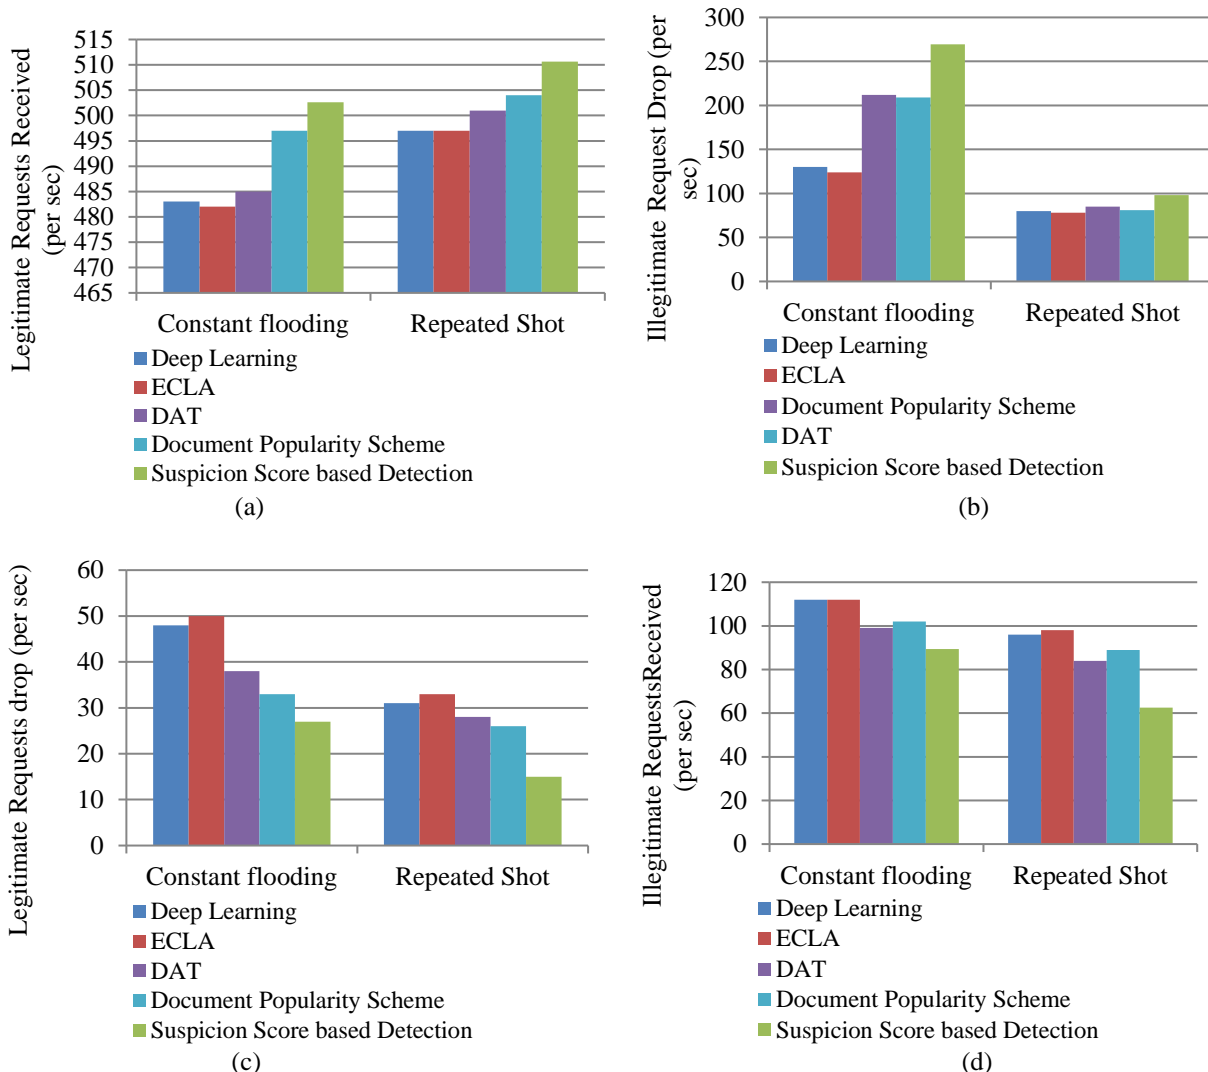 Legitimate Requests Received
(per sec)
515
510
505
500
495
490
485
480
475
470
465
Constant flooding
Repeated Shot
Deep Learning
ECLA
DAT
Document Popularity Scheme
Suspicion Score based Detection
(a)
Illegitimate Request Drop (per
sec)
300
250
200
150
100
50
0
Constant flooding
Repeated Shot
Deep Learning
ECLA
Document Popularity Scheme
DAT
Suspicion Score based Detection
(b)
Legitimate Requests drop (per sec)
60
50
40
30
20
10
0
Constant flooding
Repeated Shot
Deep Learning
ECLA
DAT
Document Popularity Scheme
Suspicion Score based Detection
(c)
Illegitimate RequestsReceived
(per sec)
120
100
80
60
40
20
0
Constant flooding
Repeated Shot
Deep Learning
ECLA
DAT
Document Popularity Scheme
Suspicion Score based Detection
(d)